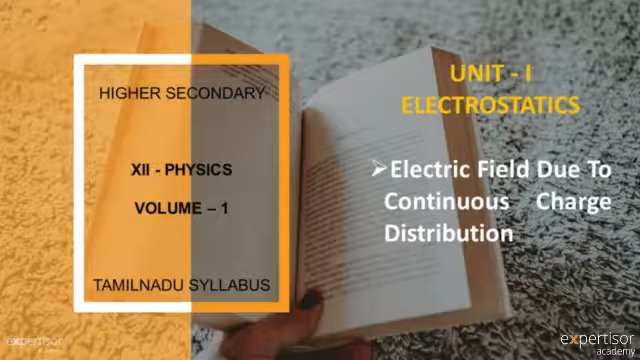 HIGHER SECONDARY
XII - PHYSICS
VOLUME – 1
TAMILNADU SYLLABUS
UNIT - I
ELECTROSTATICS
➢Electric Field Due To
Continuous Charge
Distribution
expertisor
expertisor
academy